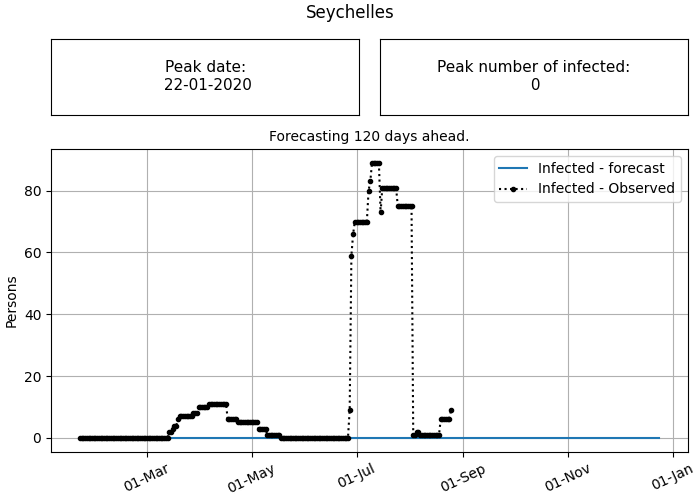 Seychelles
Peak date:
22-01-2020
Peak number of infected:
0
Forecasting 120 days ahead.
Infected - forecast
Infected - Observed
Persons
80
60
40
20
0
01-Mar
01-May
01-Jul
01-Sep
01-Nov
01-Jan